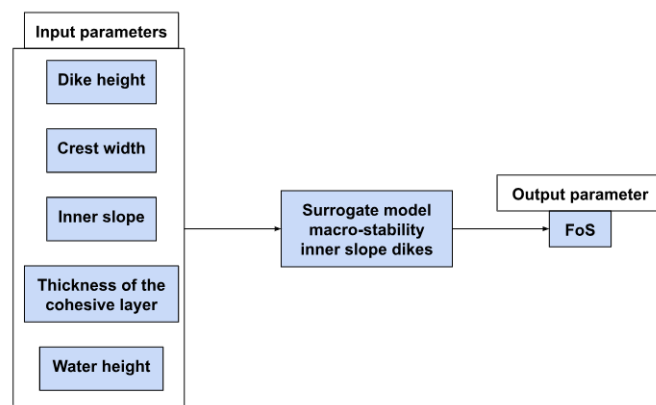 Input parameters
Dike height
Crest width
Inner slope
Thickness of the
cohesive layer
Water height
Surrogate model
macro-stability
inner slope dikes
Output parameter
FoS